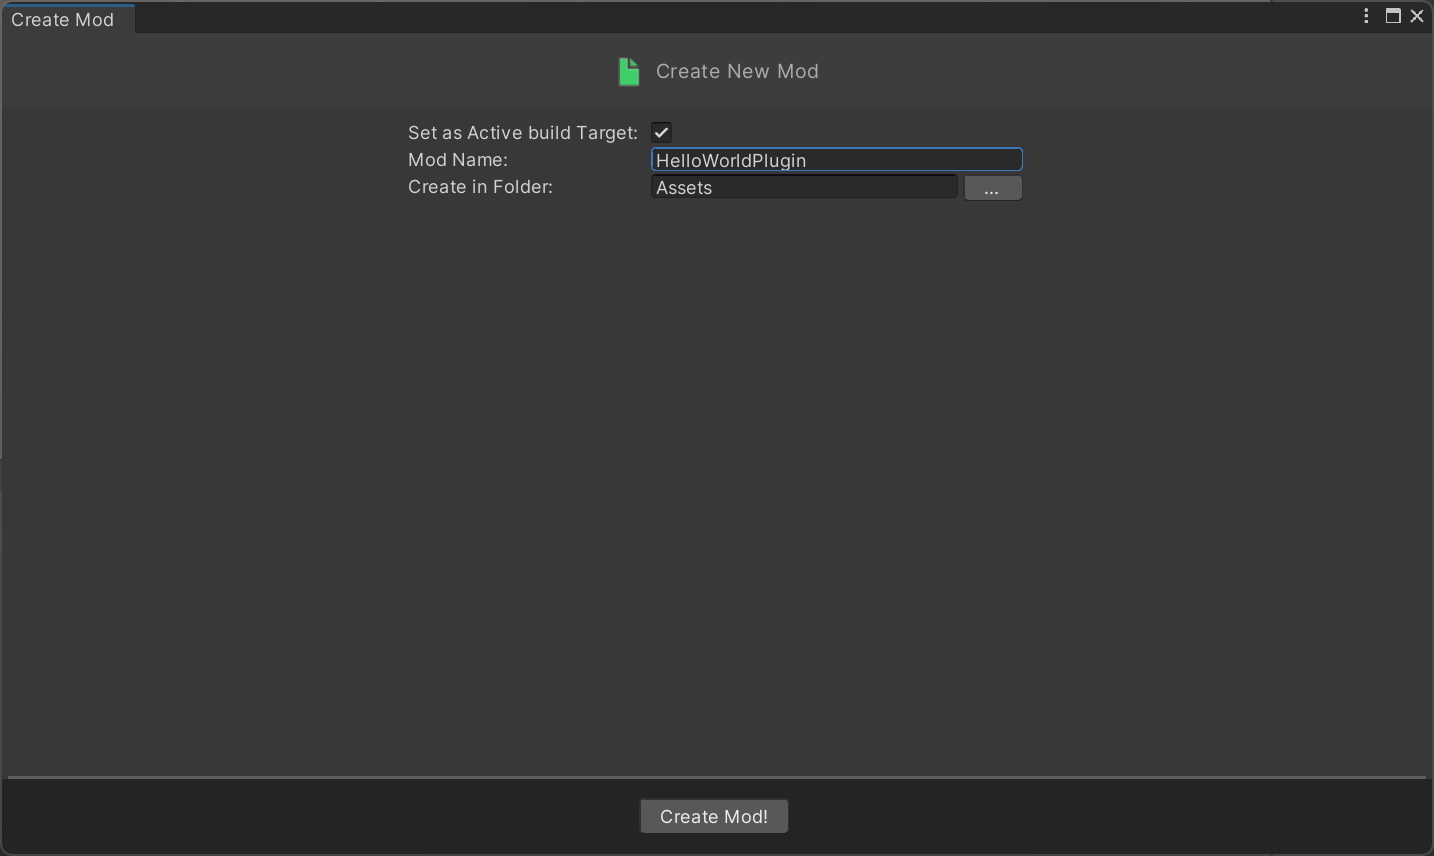 Create Mod
Create New Mod
Set as Active build Target:
Mod Name: HelloWorldPlugin
Create in Folder: Assets ...
Create Mod!